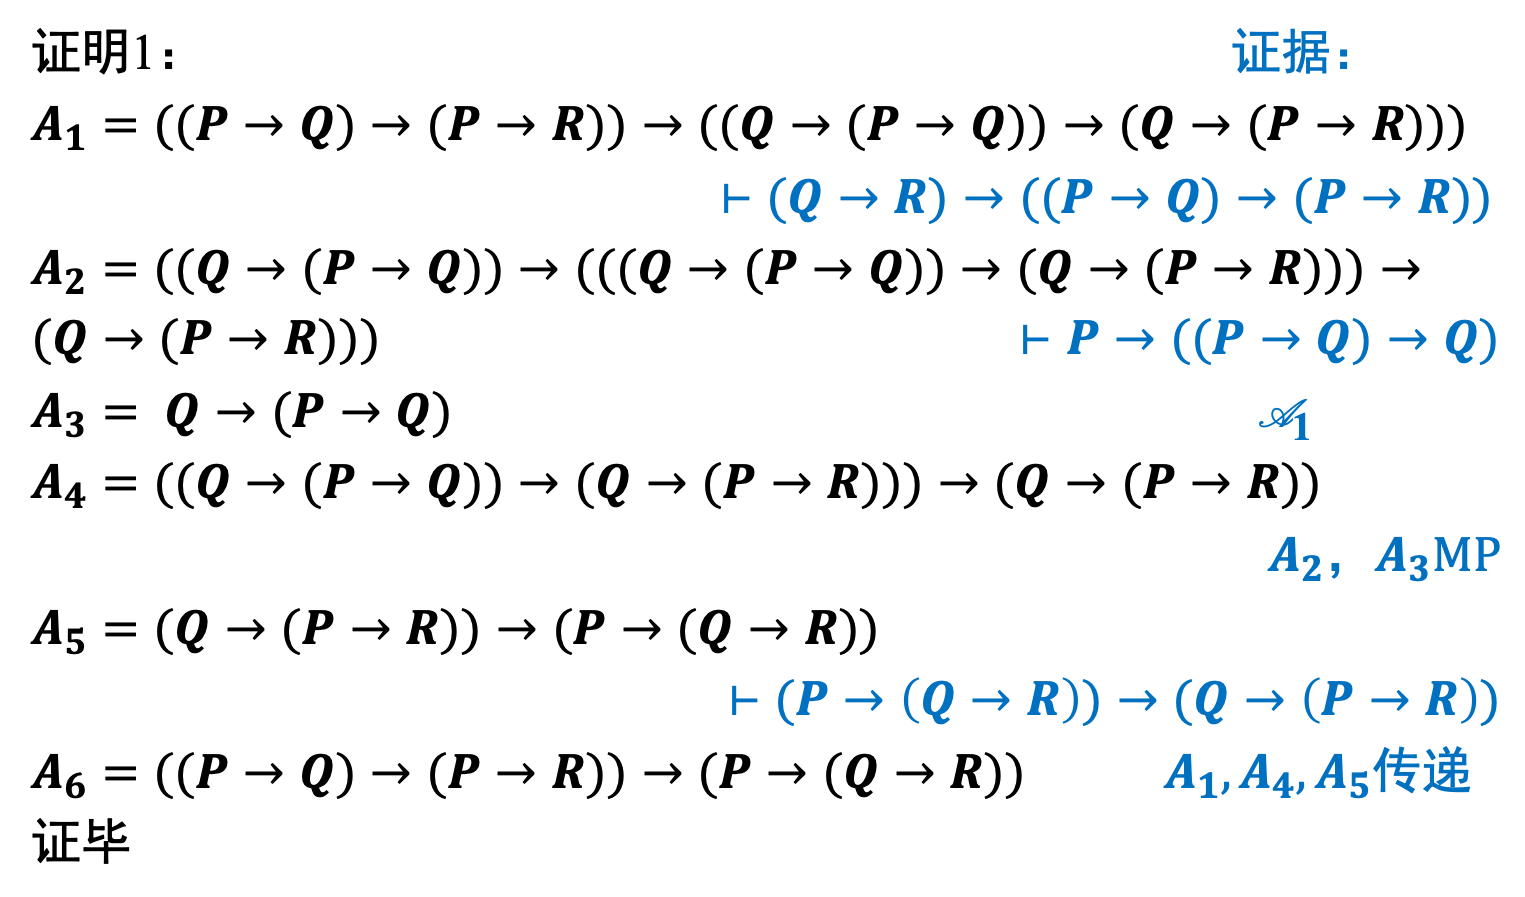 证明1: 证据:
A₁ = ((P → Q) → (P → R)) → ((Q → (P → Q)) → (Q → (P → R)))
⊢ (Q → R) → ((P → Q) → (P → R))
A₂ = ((Q → (P → Q)) → (((Q → (P → Q)) → (Q → (P → R))) →
(Q → (P → R))) ⊢ P → ((P → Q) → Q)
A₃ = Q → (P → Q) 𝒜₁
A₄ = ((Q → (P → Q)) → (Q → (P → R))) → (Q → (P → R))
A₂, A₃MP
A₅ = (Q → (P → R)) → (P → (Q → R))
⊢ (P → (Q → R)) → (Q → (P → R))
A₆ = ((P → Q) → (P → R)) → (P → (Q → R)) A₁, A₄, A₅传递
证毕